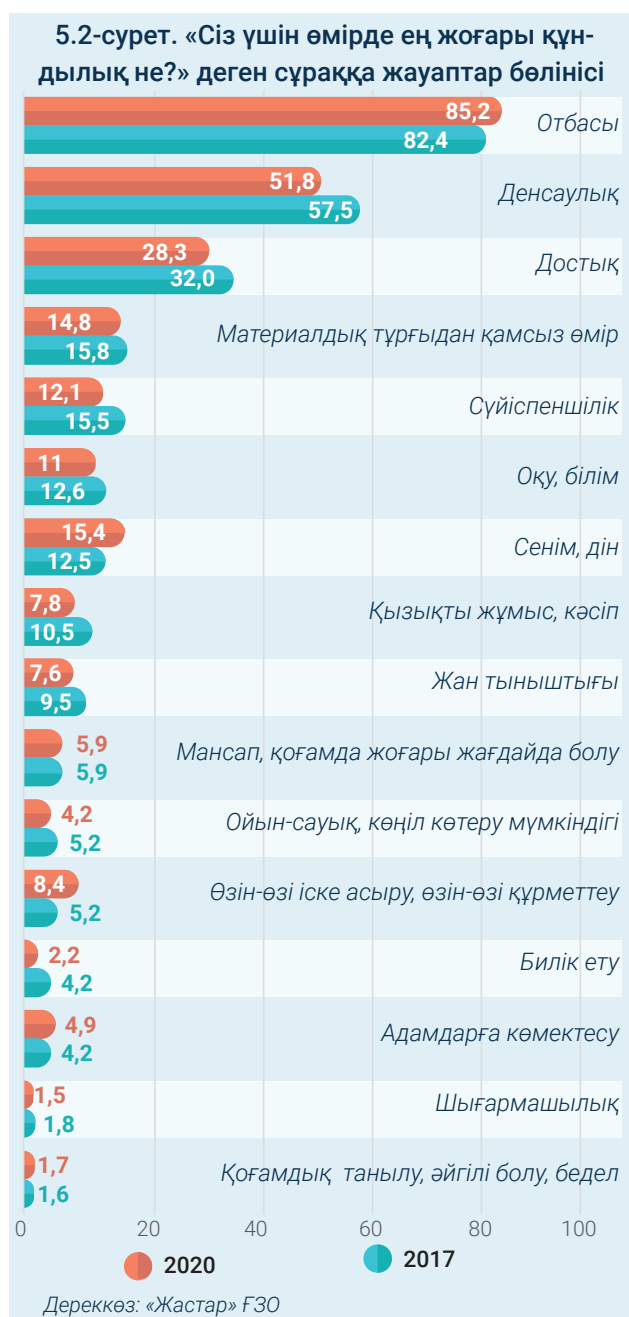 5.2-сурет. «Сіз үшін өмірде ең жоғары құн-
дылық не?» деген сұраққа жауаптар бөлінісі
85,2
82,4
Отбасы
51,8
57,5
Денсаулық
28,3
32,0
Достық
14,8
15,8
Материалдық тұрғыдан қамсыз өмір
12,1
15,5
Сүйіспеншілік
11
12,6
Оқу, білім
15,4
12,5
Сенім, дін
7,8
10,5
Қызықты жұмыс, кәсіп
7,6
9,5
Жан тыныштығы
5,9
5,9
Мансап, қоғамда жоғары жағдайда болу
4,2
5,2
Ойын-сауық, көңіл көтеру мүмкіндігі
8,4
5,2
Өзін-өзі іске асыру, өзін-өзі құрметтеу
2,2
4,2
Билік ету
4,9
4,2
Адамдарға көмектесу
1,5
1,8
Шығармашылық
1,7
1,6
Қоғамдық танылу, әйгілі болу, бедел
0 20 40 60 80 100
2020 2017
Дереккөз: «Жастар» ҒЗО